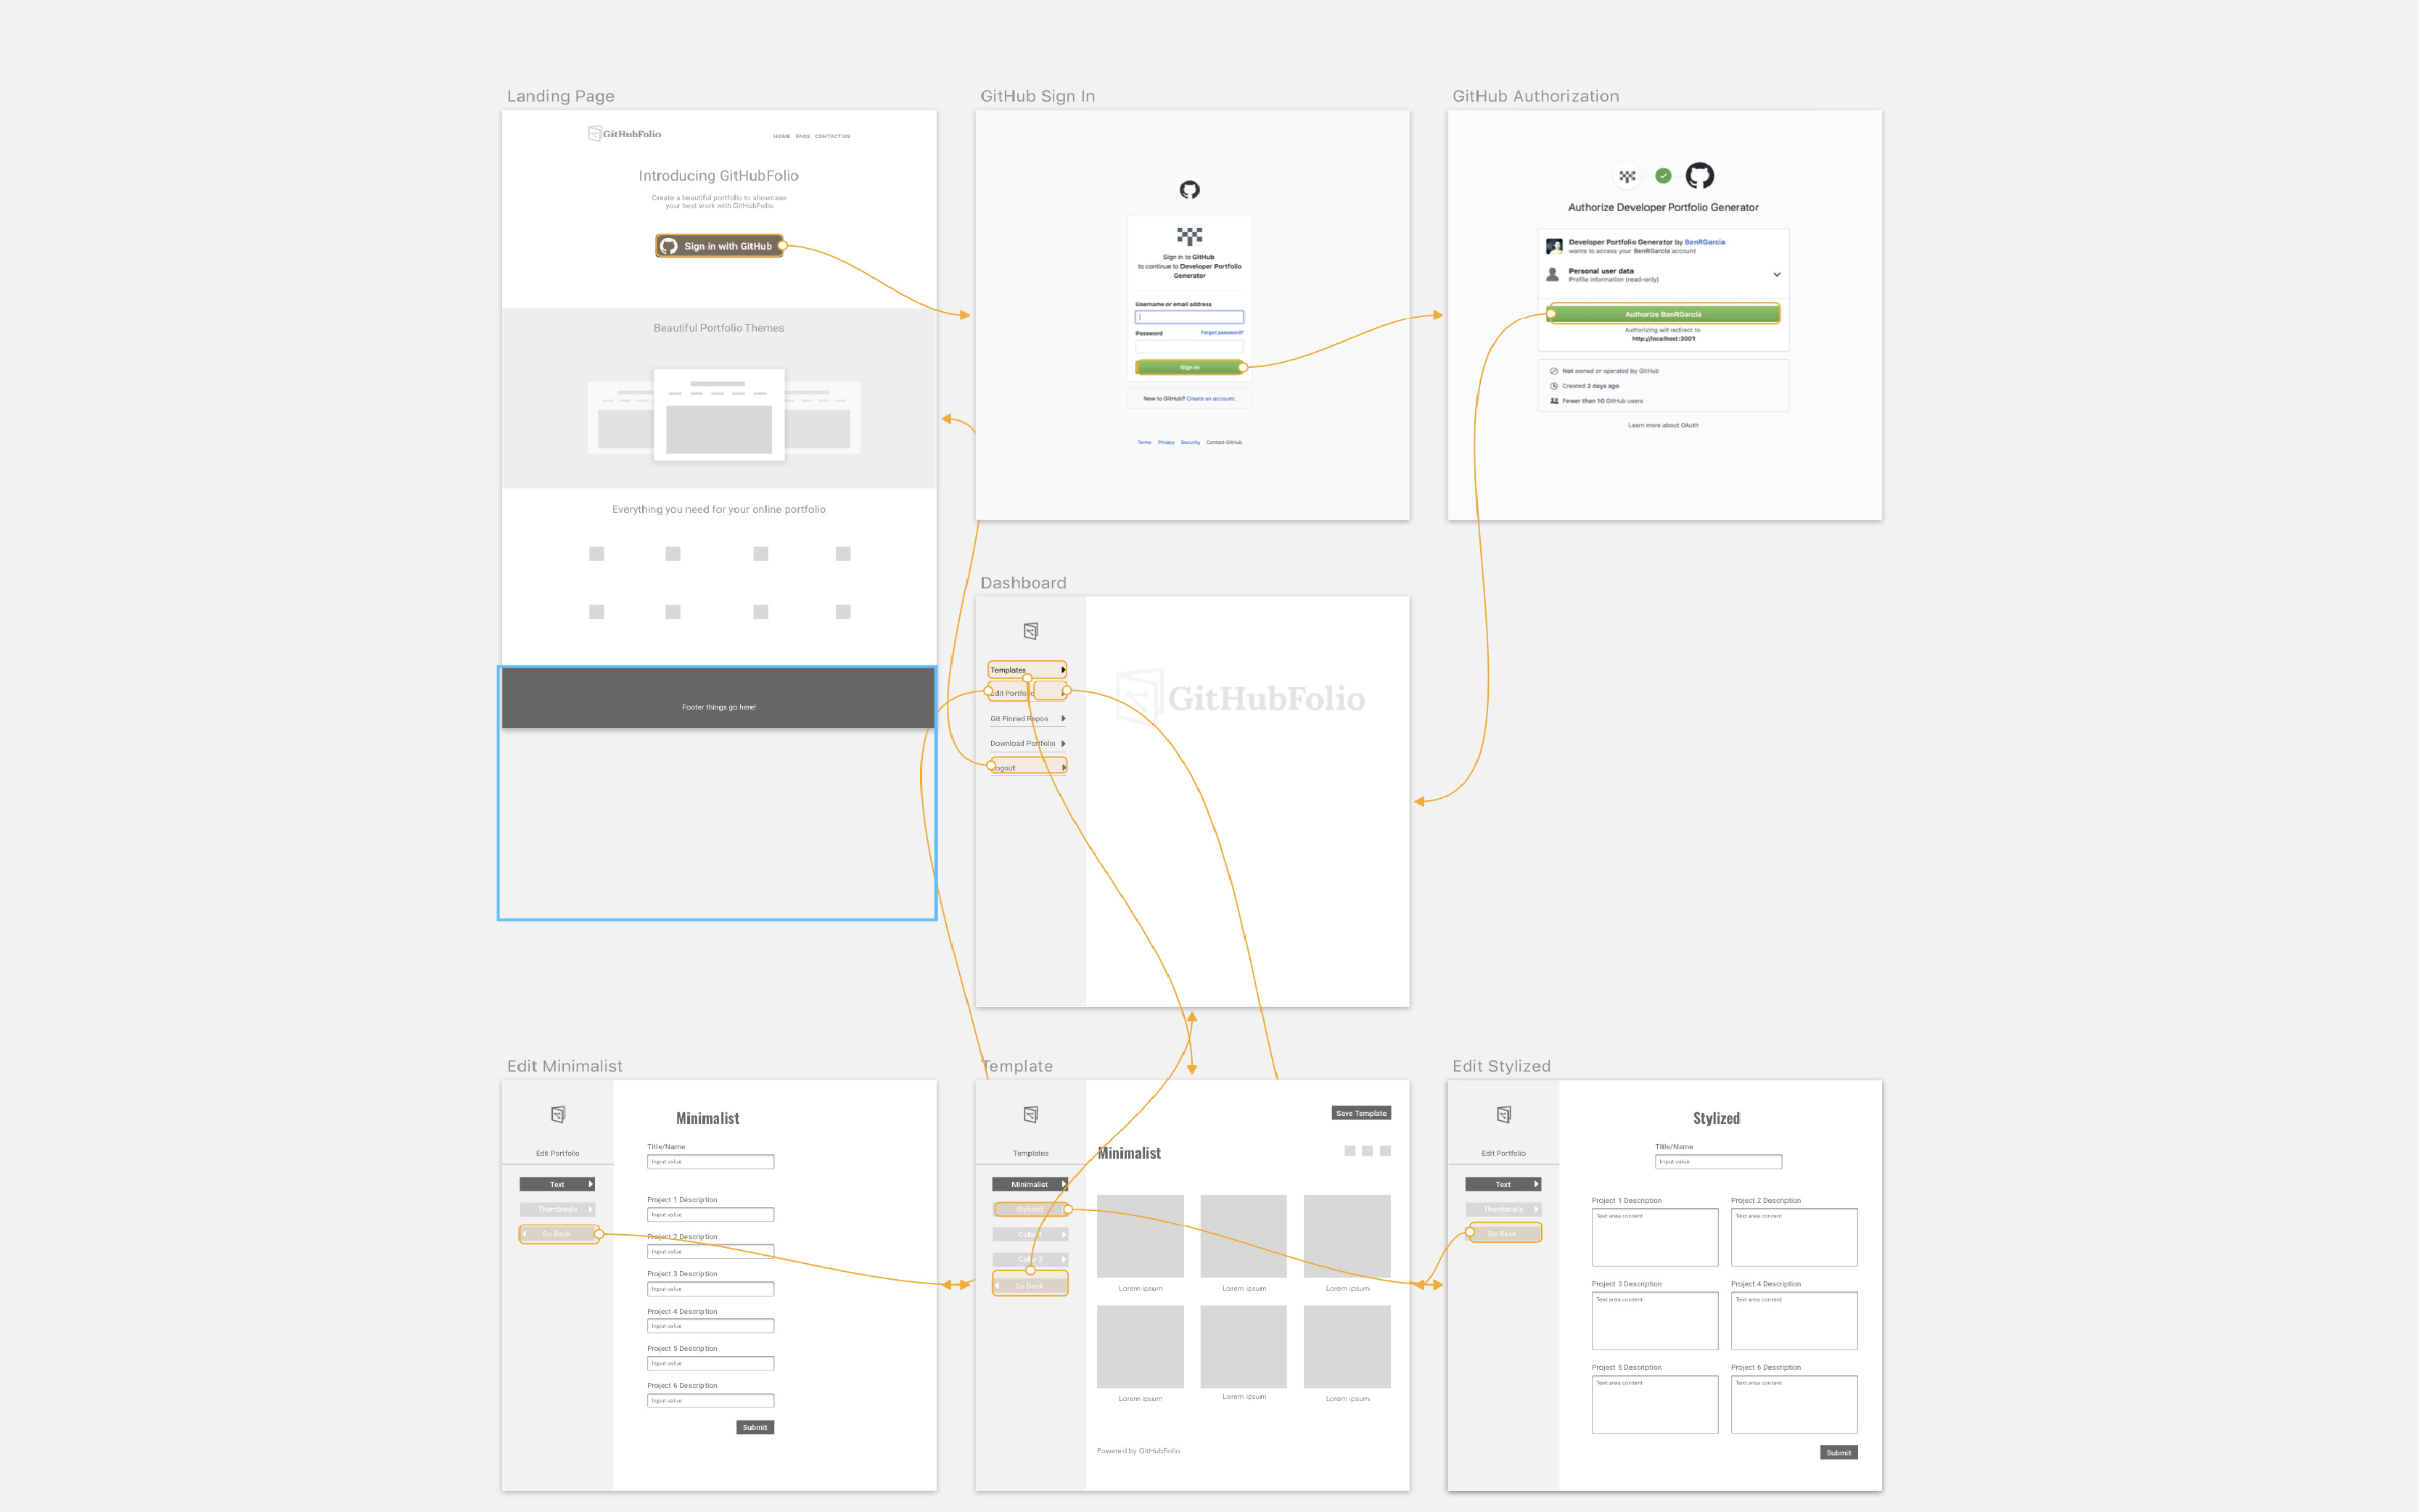 Landing Page
GitHubFolio
HOME FAQS CONTACT US
Introducing GitHubFolio
Create a beautiful portfolio to showcase
your best work with GitHubFolio.
Sign in with GitHub
Beautiful Portfolio Themes
Everything you need for your online portfolio
Footer things go here!
GitHub Sign In
Sign in to GitHub
to continue to Developer Portfolio
Generator
Username or email address
Password Forgot password?
Sign in
New to GitHub? Create an account.
Terms Privacy Security Contact GitHub
GitHub Authorization
Authorize Developer Portfolio Generator
Developer Portfolio Generator by BenRGarcia
wants to access your BenRGarcia account
Personal user data
Profile information (read-only)
Authorize BenRGarcia
Authorizing will redirect to
http://localhost:3001
Not owned or operated by GitHub
Created 2 days ago
Fewer than 10 GitHub users
Learn more about OAuth
Dashboard
Templates
Edit Portfolio
Git Pinned Repos
Download Portfolio
Logout
GitHubFolio
Edit Minimalist
Edit Portfolio
Text
Thumbnails
Go Back
Minimalist
Title/Name
Input value
Project 1 Description
Input value
Project 2 Description
Input value
Project 3 Description
Input value
Project 4 Description
Input value
Project 5 Description
Input value
Project 6 Description
Input value
Submit
Template
Templates
Minimalist
Stylized
Color 1
Color 2
Go Back
Save Template
Minimalist
Lorem ipsum Lorem ipsum Lorem ipsum
Lorem ipsum Lorem ipsum Lorem ipsum
Powered by GitHubFolio
Edit Stylized
Edit Portfolio
Text
Thumbnails
Go Back
Stylized
Title/Name
Input value
Project 1 Description Project 2 Description
Text area content Text area content
Project 3 Description Project 4 Description
Text area content Text area content
Project 5 Description Project 6 Description
Text area content Text area content
Submit